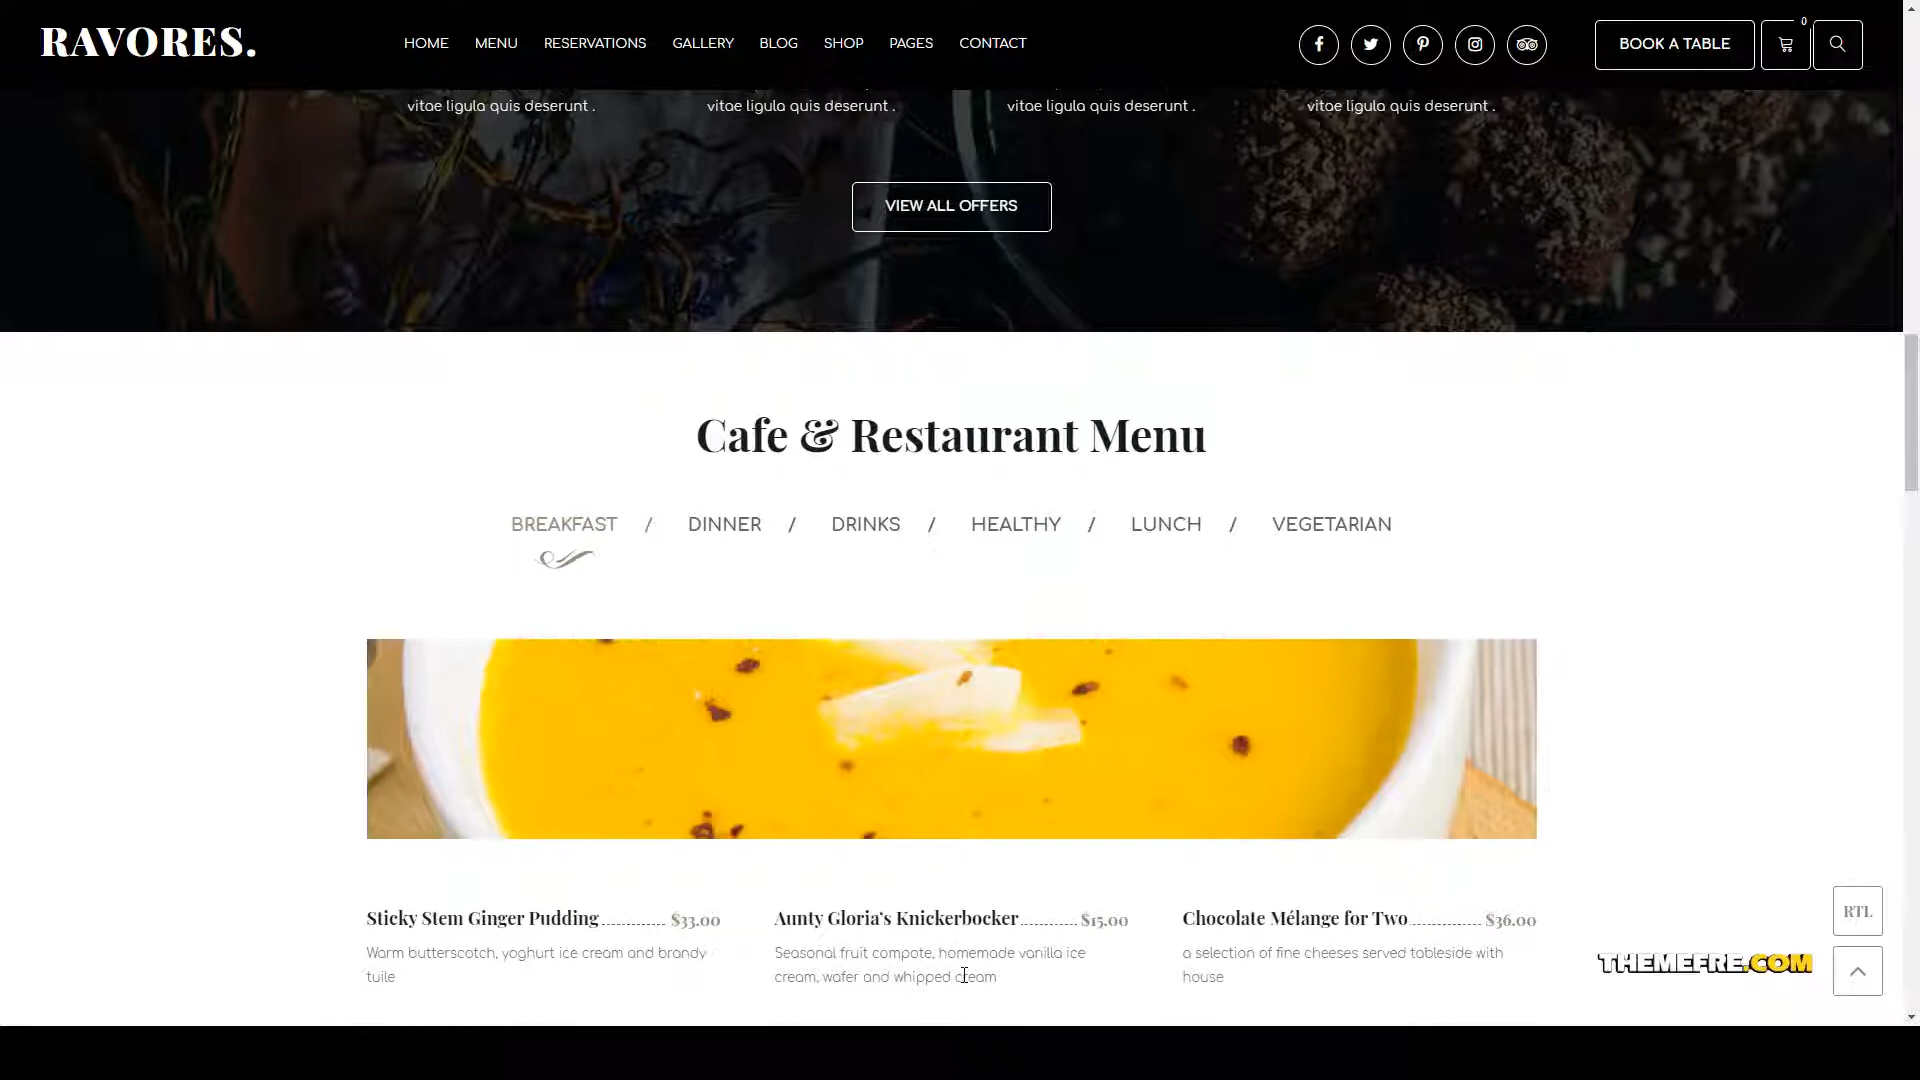 RAVORES.
HOME MENU RESERVATIONS GALLERY BLOG SHOP PAGES CONTACT
BOOK A TABLE
0
vitae ligula quis deserunt .
vitae ligula quis deserunt .
vitae ligula quis deserunt .
vitae ligula quis deserunt .
VIEW ALL OFFERS
Cafe & Restaurant Menu
BREAKFAST / DINNER / DRINKS / HEALTHY / LUNCH / VEGETARIAN
Sticky Stem Ginger Pudding $33.00
Warm butterscotch, yoghurt ice cream and brandy
tuile
Aunty Gloria's Knickerbocker $15.00
Seasonal fruit compote, homemade vanilla ice
cream, wafer and whipped cream
Chocolate Mélange for Two $36.00
a selection of fine cheeses served tableside with
house
RTL
THEMEFRE.COM